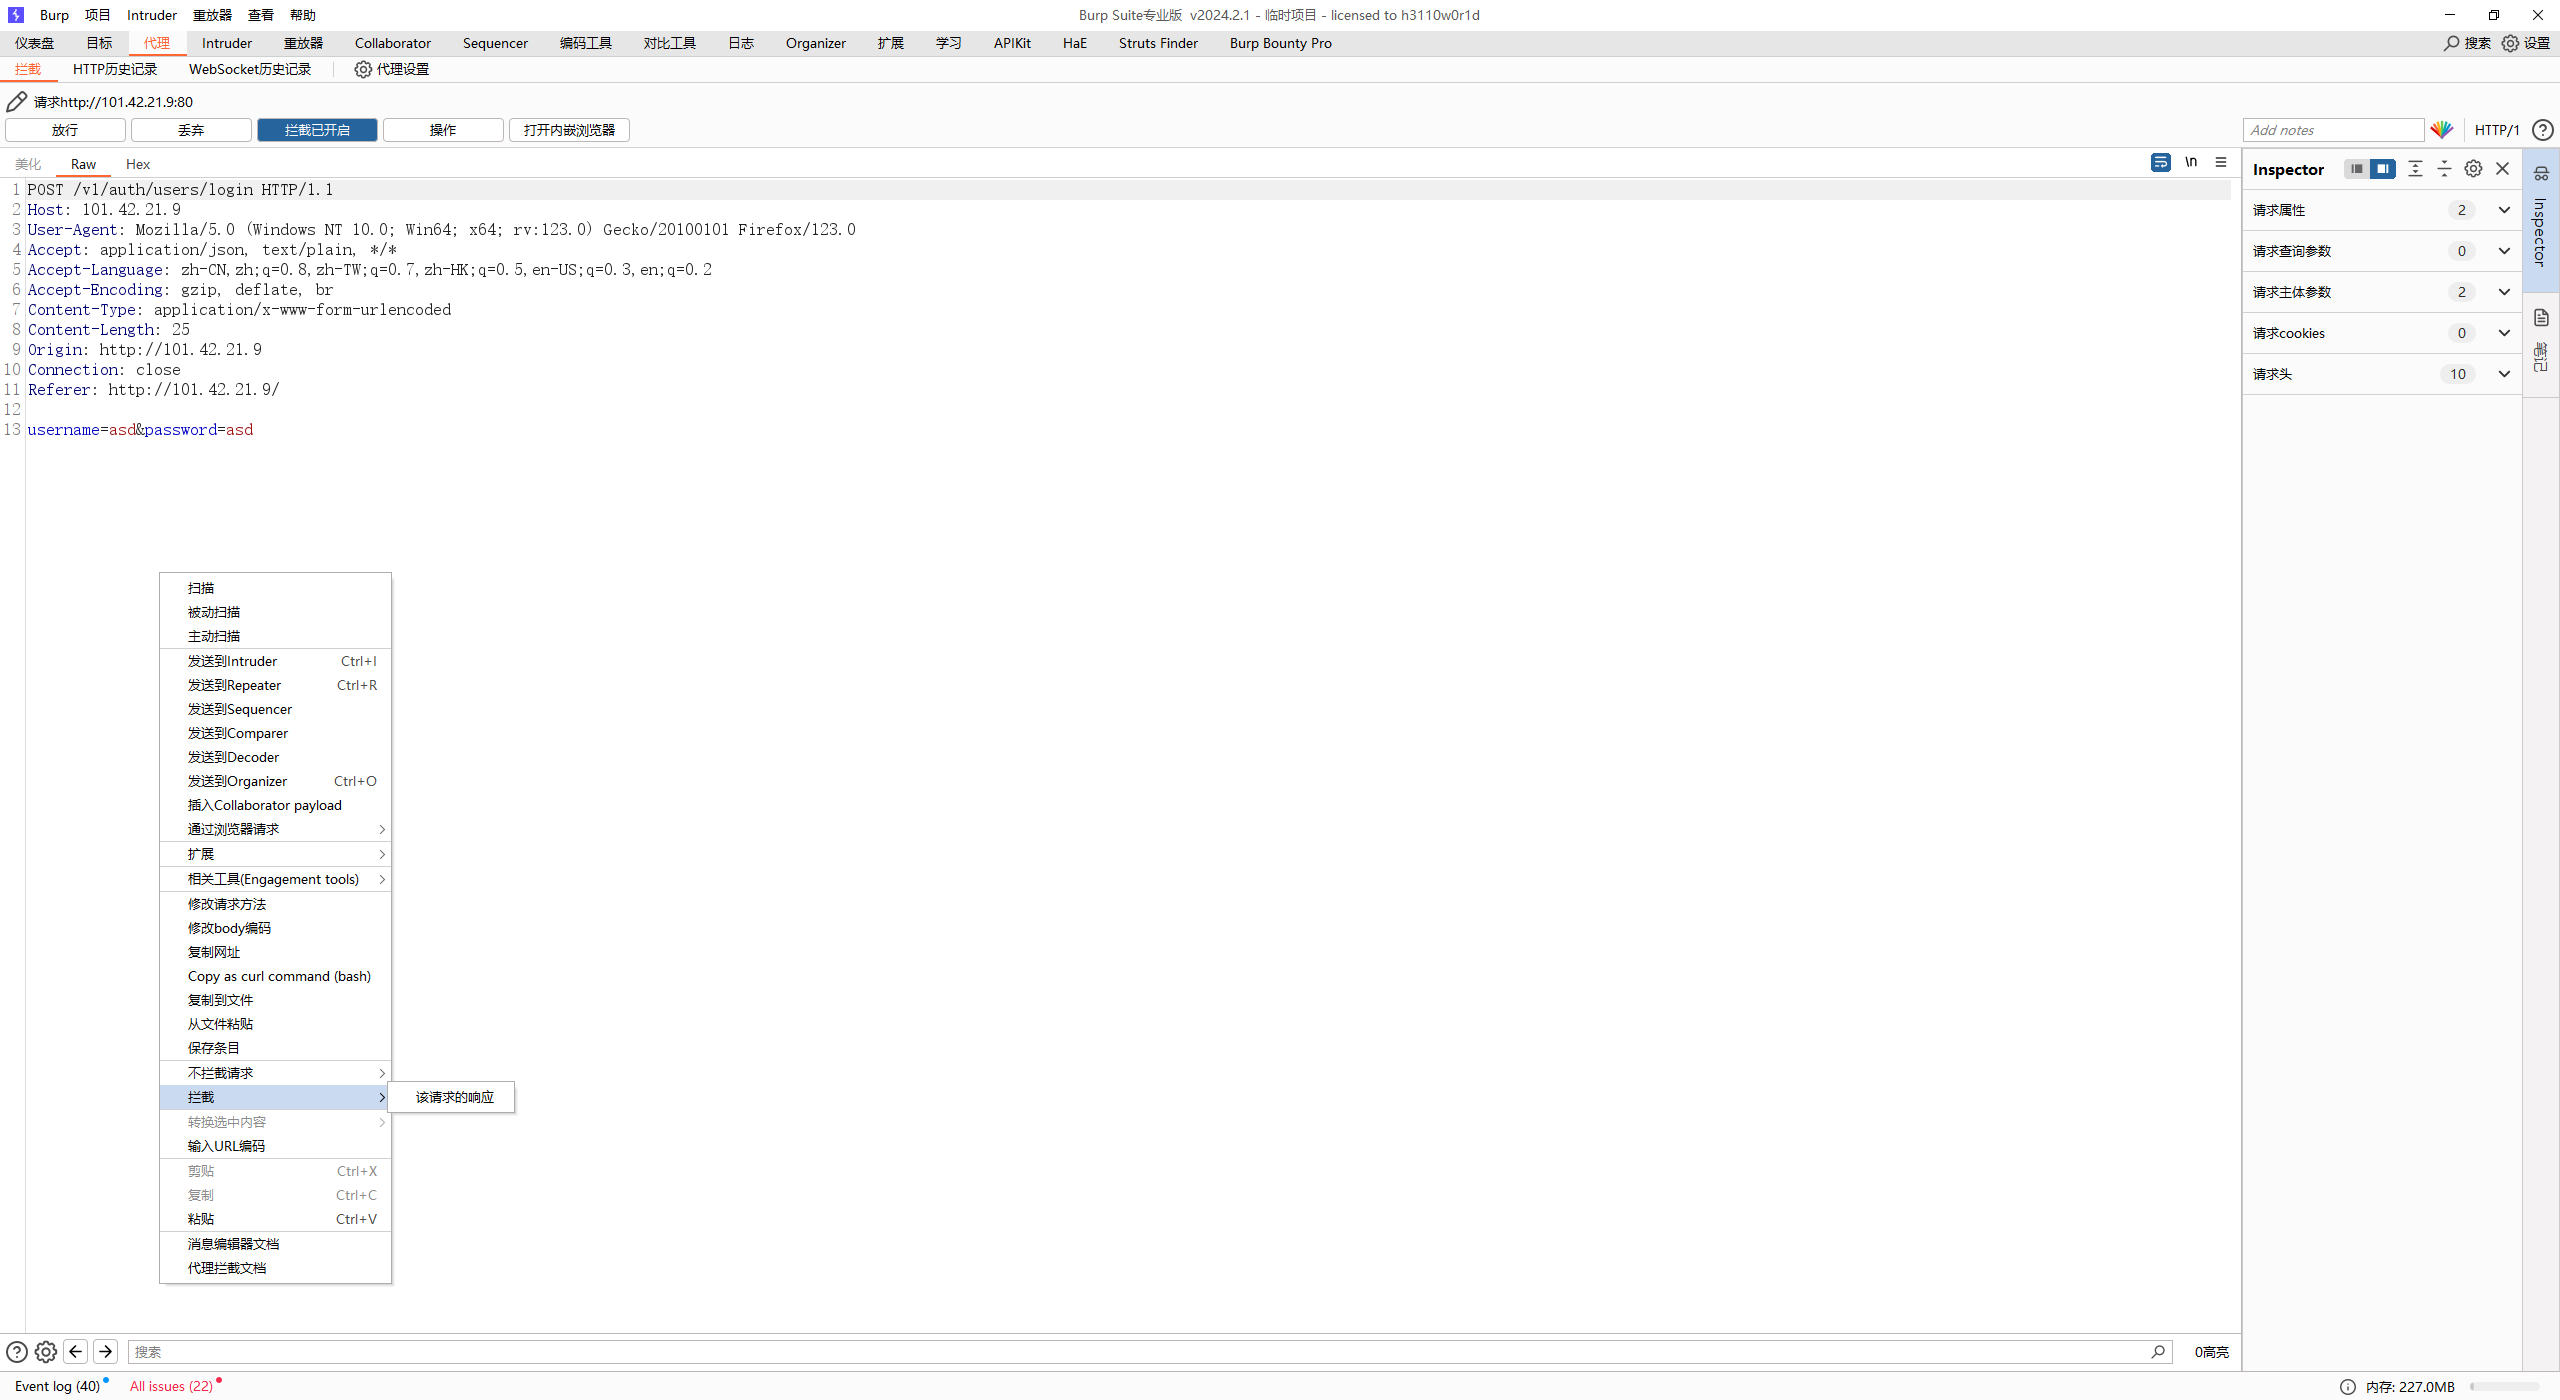 Burp 项目 Intruder 重放器 查看 帮助
Burp Suite专业版 v2024.2.1 - 临时项目 - licensed to h3110w0r1d
仪表盘 目标 代理 Intruder 重放器 Collaborator Sequencer 编码工具 对比工具 日志 Organizer 扩展 学习 APIKit HaE Struts Finder Burp Bounty Pro 搜索 设置
拦截 HTTP历史记录 WebSocket历史记录 代理设置
请求http://101.42.21.9:80
放行 丢弃 拦截已开启 操作 打开内嵌浏览器 Add notes HTTP/1
美化 Raw Hex \n
1 POST /v1/auth/users/login HTTP/1.1
2 Host: 101.42.21.9
3 User-Agent: Mozilla/5.0 (Windows NT 10.0; Win64; x64; rv:123.0) Gecko/20100101 Firefox/123.0
4 Accept: application/json, text/plain, */*
5 Accept-Language: zh-CN,zh;q=0.8,zh-TW;q=0.7,zh-HK;q=0.5,en-US;q=0.3,en;q=0.2
6 Accept-Encoding: gzip, deflate, br
7 Content-Type: application/x-www-form-urlencoded
8 Content-Length: 25
9 Origin: http://101.42.21.9
10 Connection: close
11 Referer: http://101.42.21.9/
12
13 username=asd&password=asd
扫描
被动扫描
主动扫描
发送到Intruder Ctrl+I
发送到Repeater Ctrl+R
发送到Sequencer
发送到Comparer
发送到Decoder
发送到Organizer Ctrl+O
插入Collaborator payload
通过浏览器请求
扩展
相关工具(Engagement tools)
修改请求方法
修改body编码
复制网址
Copy as curl command (bash)
复制到文件
从文件粘贴
保存条目
不拦截请求
拦截
该请求的响应
转换选中内容
输入URL编码
剪贴 Ctrl+X
复制 Ctrl+C
粘贴 Ctrl+V
消息编辑器文档
代理拦截文档
Inspector
请求属性 2
请求查询参数 0
请求主体参数 2
请求cookies 0
请求头 10
Inspector
笔记
搜索
0高亮
Event log (40) All issues (22)
内存: 227.0MB